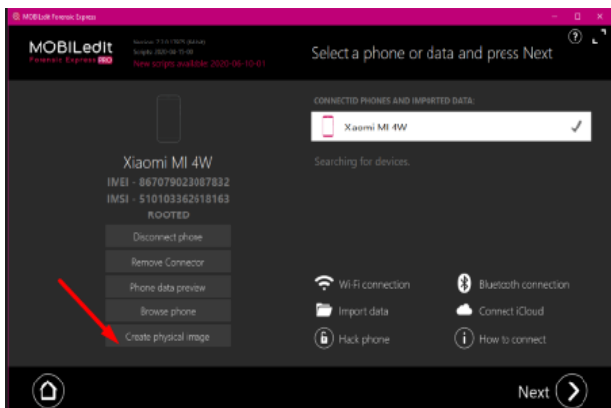 MOBILedit Forensic Express
MOBILedit
Forensic Express PRO
Select a phone or data and press Next
New scripts availible: 2020-06-10-01
CONNECTED PHONES AND IMPORTED DATA:
Xiaomi MI 4W
Searching for devices.
Xiaomi MI 4W
IMEI - 867079023087832
IMSI - 510103362618163
ROOTED
Disconnect phone
Remove Connector
Phone data preview
Browse phone
Create physical image
Wi-Fi connection
Bluetooth connection
Import data
Connect iCloud
Hack phone
How to connect
Next